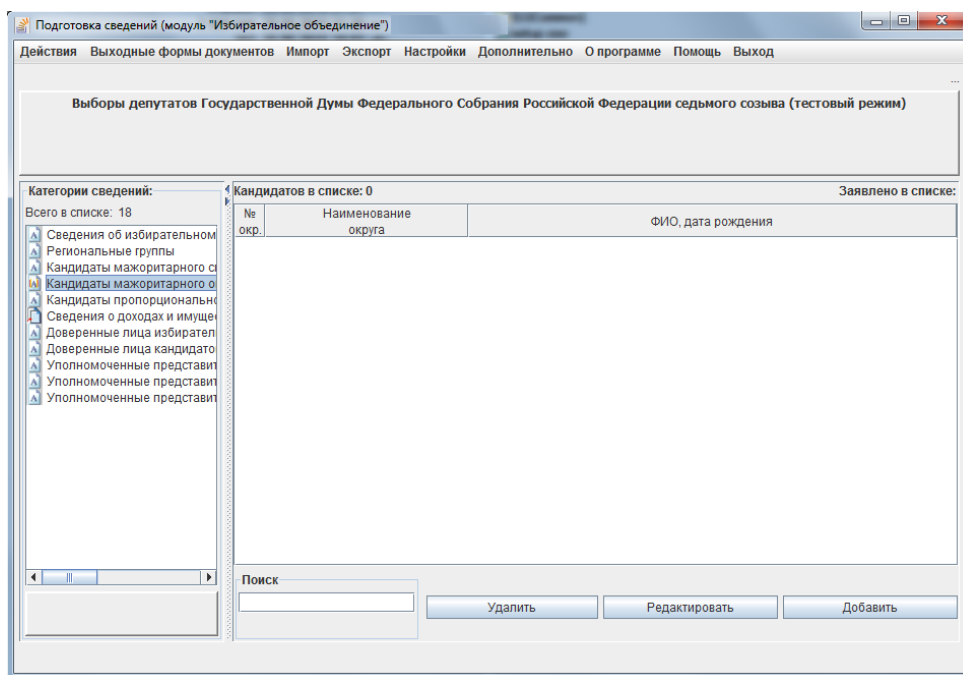 Подготовка сведений (модуль "Избирательное объединение")
Действия Выходные формы документов Импорт Экспорт Настройки Дополнительно О программе Помощь Выход
...
Выборы депутатов Государственной Думы Федерального Собрания Российской Федерации седьмого созыва (тестовый режим)
Категории сведений:
Кандидатов в списке: 0
Заявлено в списке:
Всего в списке: 18
№ окр.
Наименование округа
ФИО, дата рождения
Сведения об избирательном
Региональные группы
Кандидаты мажоритарного сп
Кандидаты мажоритарного о
Кандидаты пропорционально
Сведения о доходах и имуще
Доверенные лица избирател
Доверенные лица кандидато
Уполномоченные представит
Уполномоченные представит
Уполномоченные представит
Поиск
Удалить
Редактировать
Добавить